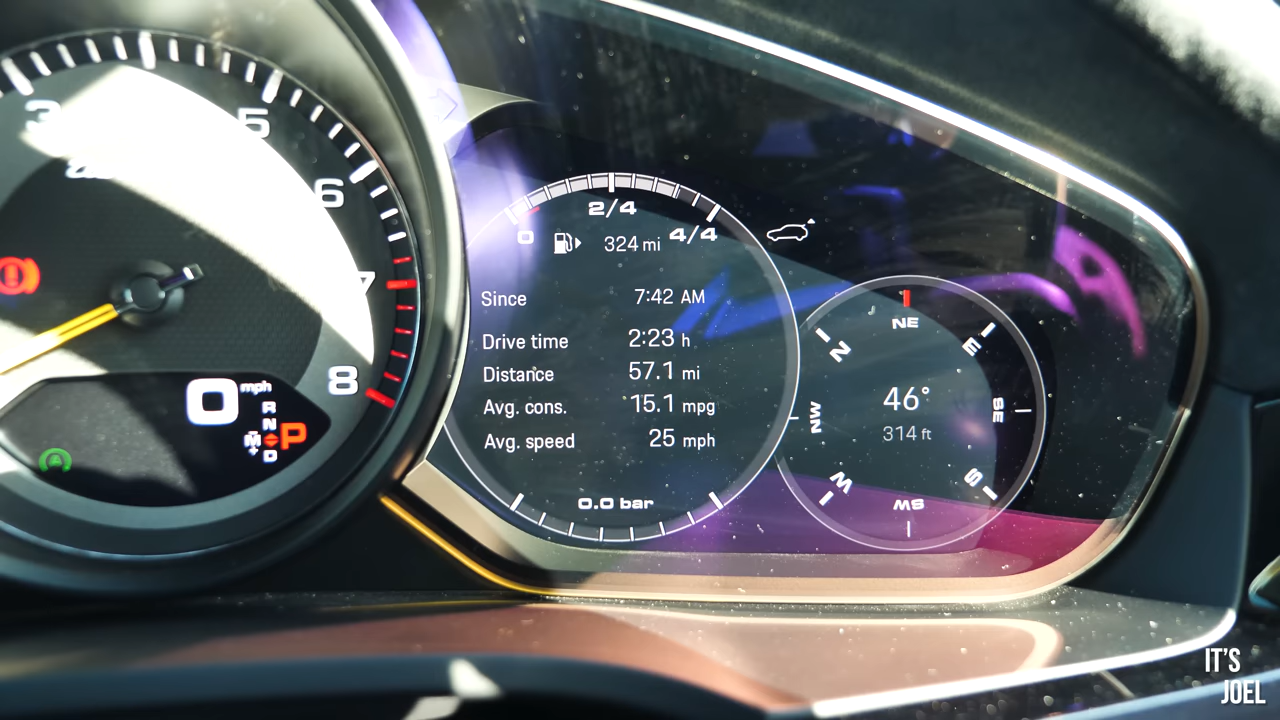 3
5
6
7
8
0 mph
R
N
M
P
D
A
2/4
0
324 mi 4/4
Since 7:42 AM
Drive time 2:23 h
Distance 57.1 mi
Avg. cons. 15.1 mpg
Avg. speed 25 mph
0.0 bar
NE
N
E
NW
46°
SE
314 ft
W
S
SW
IT'S
JOEL